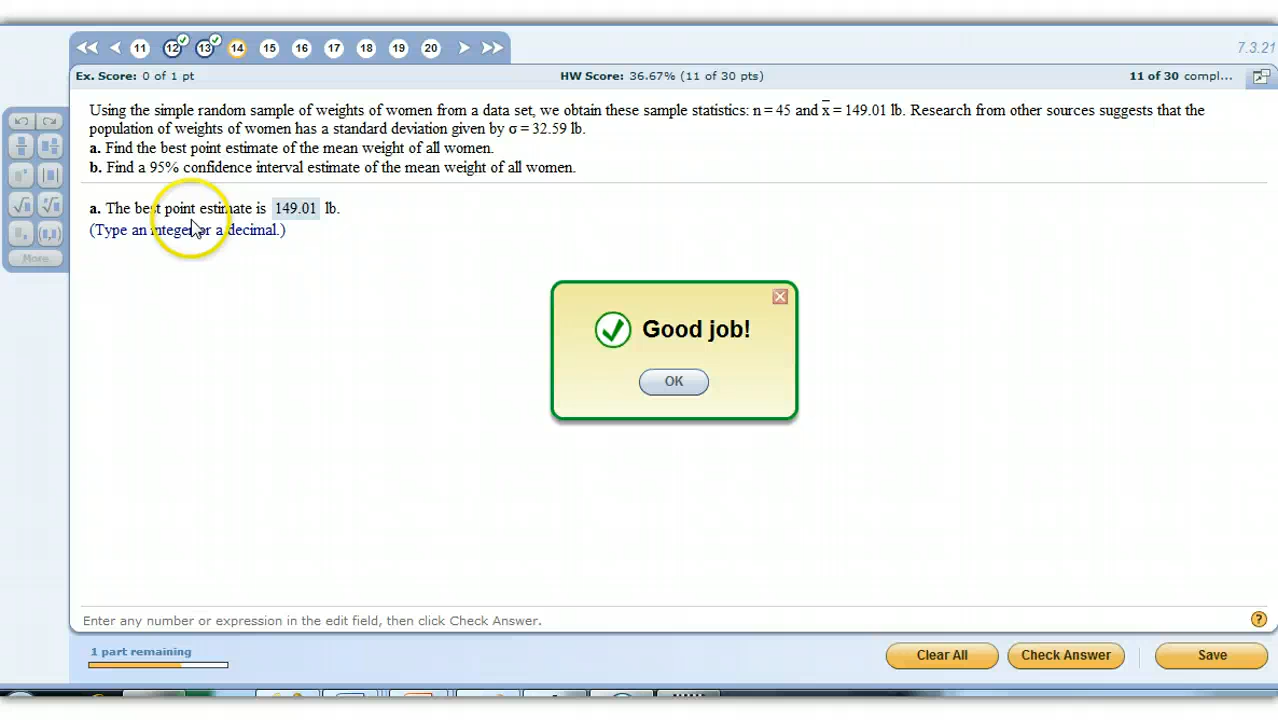 11 12 13 14 15 16 17 18 19 20
7.3.21
Ex. Score: 0 of 1 pt
HW Score: 36.67% (11 of 30 pts)
11 of 30 compl...
Using the simple random sample of weights of women from a data set, we obtain these sample statistics: n = 45 and x̄ = 149.01 lb. Research from other sources suggests that the
population of weights of women has a standard deviation given by σ = 32.59 lb.
a. Find the best point estimate of the mean weight of all women.
b. Find a 95% confidence interval estimate of the mean weight of all women.
a. The best point estimate is 149.01 lb.
(Type an integer or a decimal.)
More
Good job!
OK
Enter any number or expression in the edit field, then click Check Answer.
?
1 part remaining
Clear All
Check Answer
Save